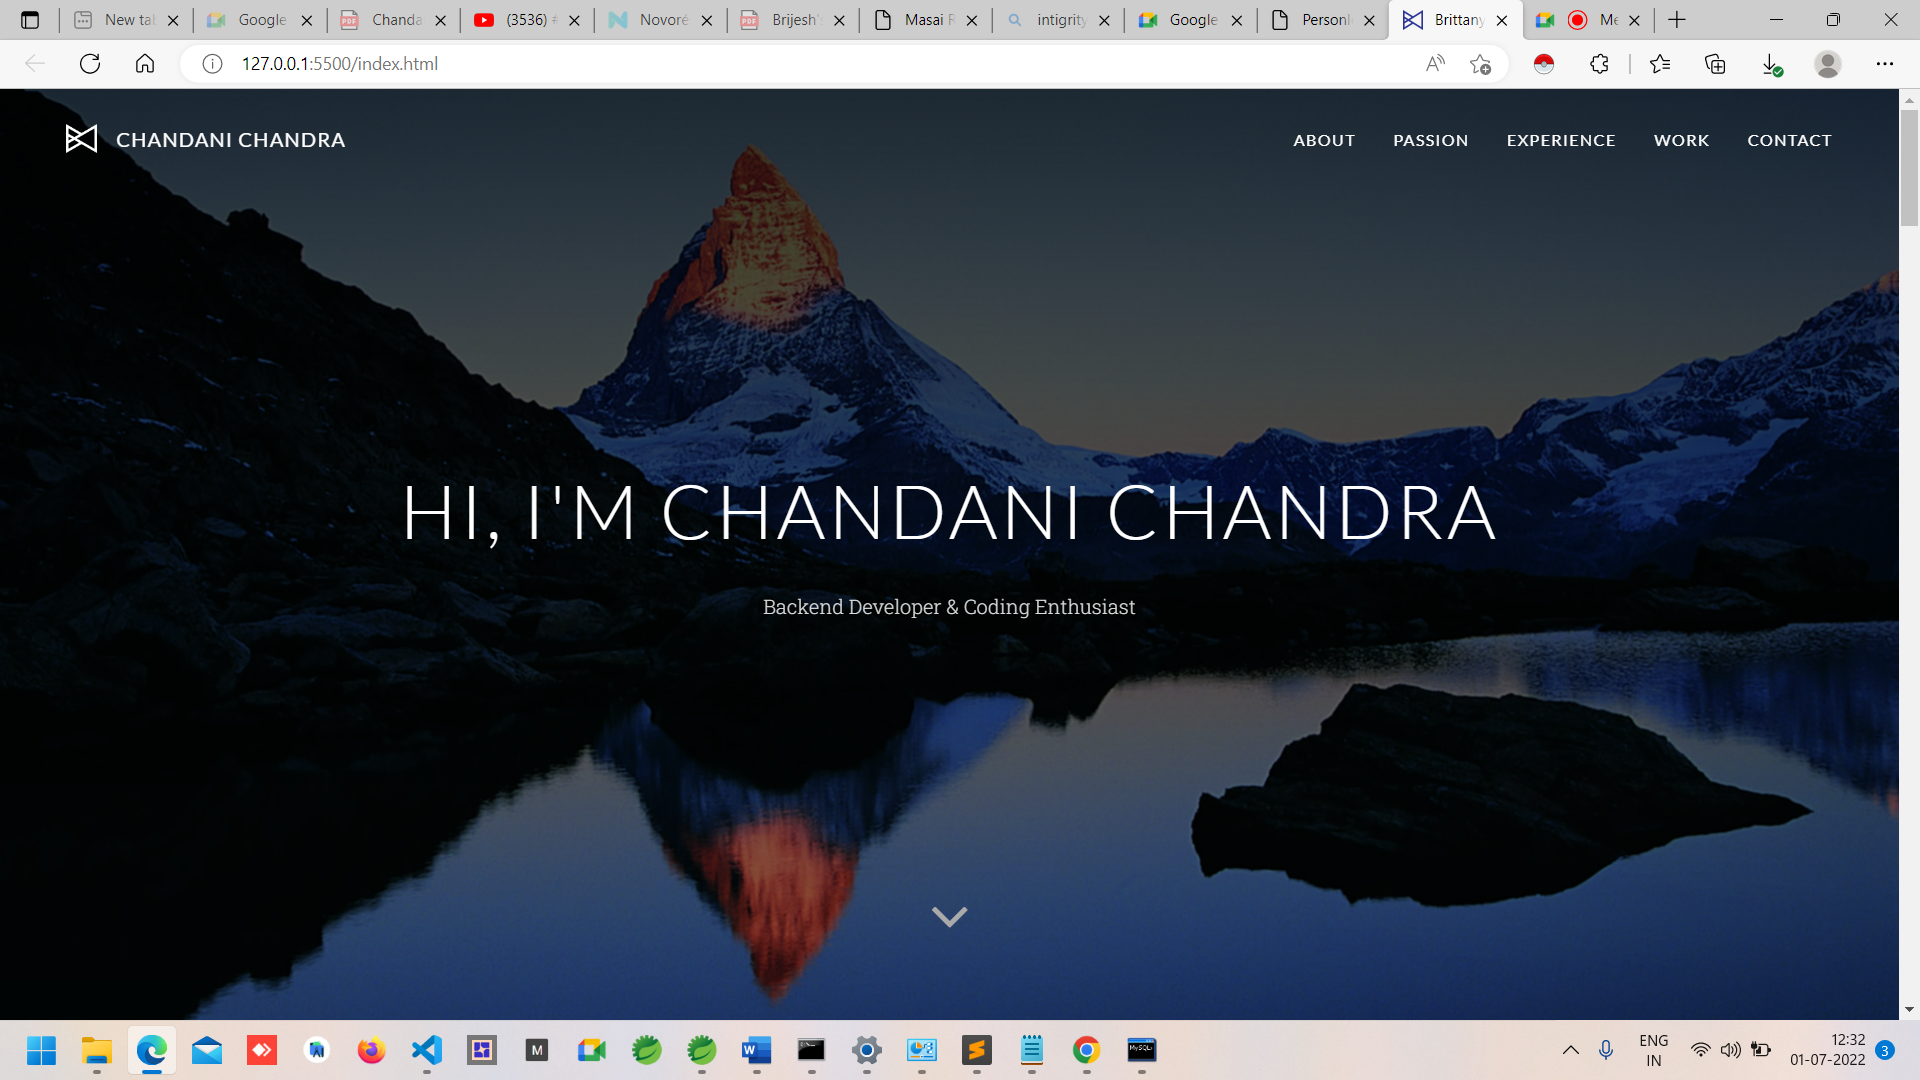 New ta
Google
Chanda
(3536)
Novoré
Brijesh's
Masai R
intigrity
Google
Personl
Brittany
Me
127.0.0.1:5500/index.html
CHANDANI CHANDRA
ABOUT
PASSION
EXPERIENCE
WORK
CONTACT
HI, I'M CHANDANI CHANDRA
Backend Developer & Coding Enthusiast
ENG
IN
12:32
01-07-2022
3